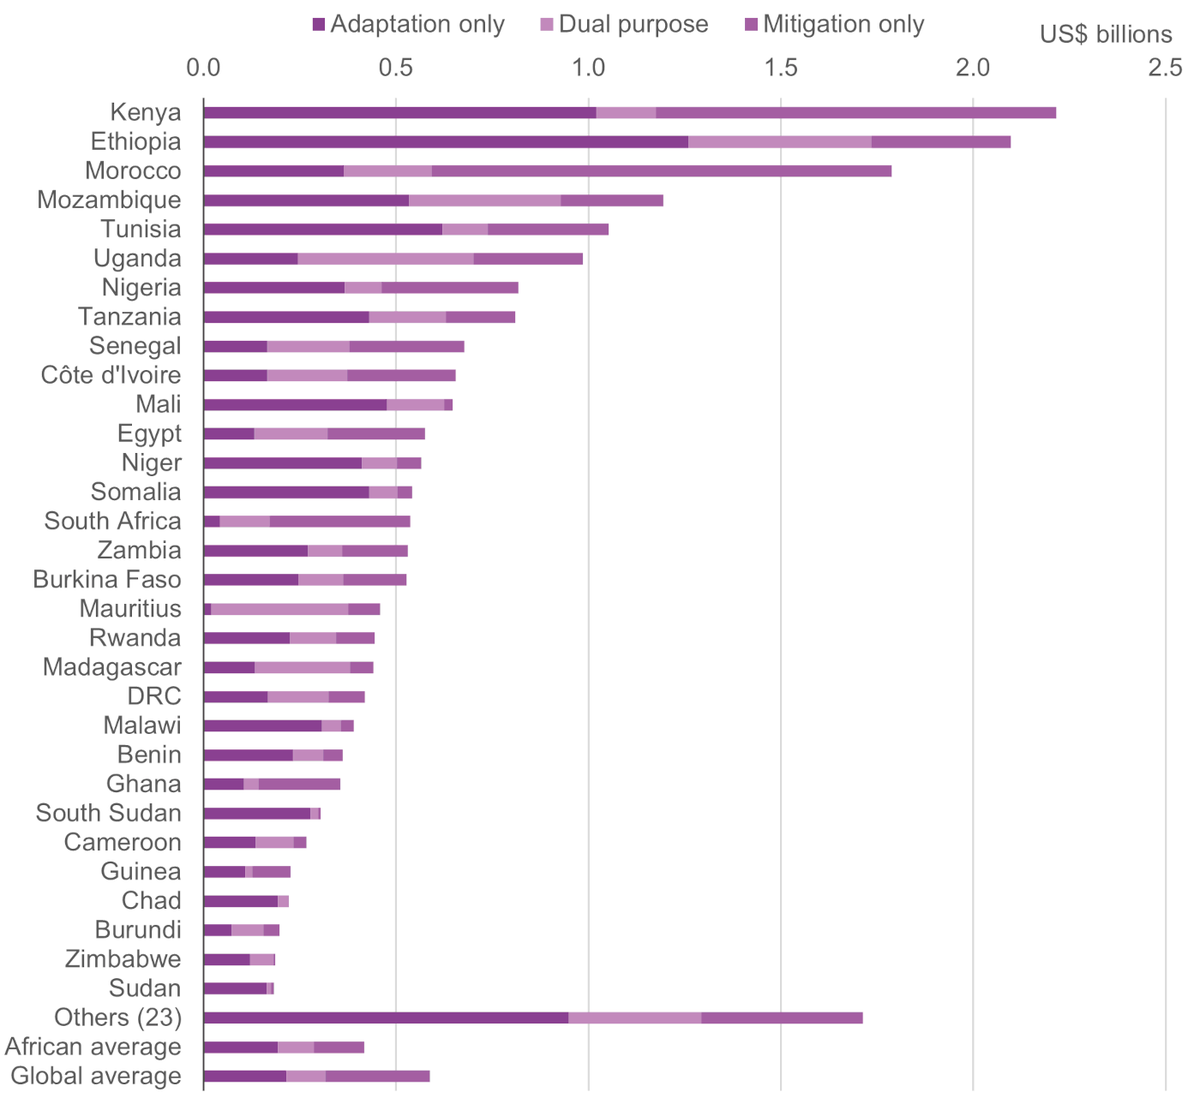 Adaptation only Dual purpose Mitigation only
US$ billions
0.0 0.5 1.0 1.5 2.0 2.5
Kenya
Ethiopia
Morocco
Mozambique
Tunisia
Uganda
Nigeria
Tanzania
Senegal
Côte d'Ivoire
Mali
Egypt
Niger
Somalia
South Africa
Zambia
Burkina Faso
Mauritius
Rwanda
Madagascar
DRC
Malawi
Benin
Ghana
South Sudan
Cameroon
Guinea
Chad
Burundi
Zimbabwe
Sudan
Others (23)
African average
Global average